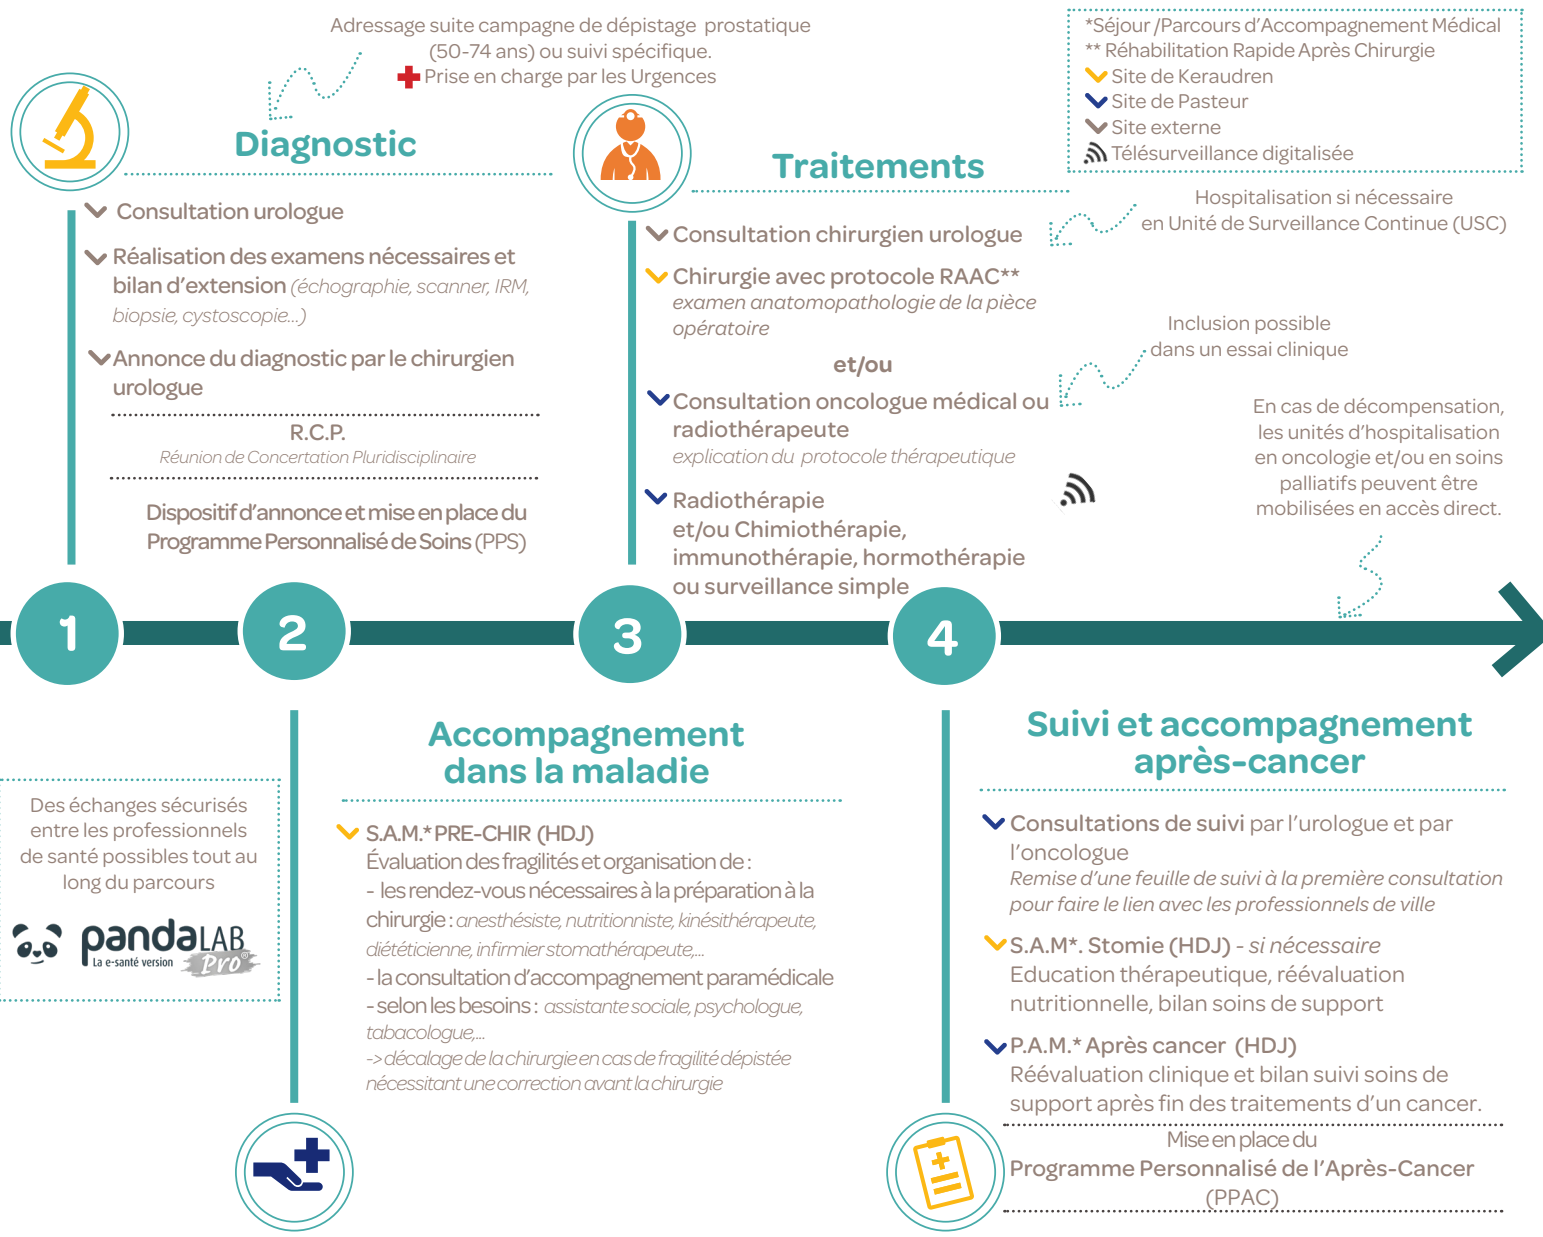 Adressage suite campagne de dépistage prostatique
(50-74 ans) ou suivi spécifique.
Prise en charge par les Urgences
*Séjour /Parcours d'Accompagnement Médical
** Réhabilitation Rapide Après Chirurgie
Site de Keraudren
Site de Pasteur
Site externe
Télésurveillance digitalisée
Diagnostic
Consultation urologue
Réalisation des examens nécessaires et
bilan d'extension (échographie, scanner, IRM,
biopsie, cystoscopie...)
Annonce du diagnostic par le chirurgien
urologue
R.C.P.
Réunion de Concertation Pluridisciplinaire
Dispositif d'annonce et mise en place du
Programme Personnalisé de Soins (PPS)
Traitements
Consultation chirurgien urologue
Chirurgie avec protocole RAAC**
examen anatomopathologie de la pièce
opératoire
et/ou
Consultation oncologue médical ou
radiothérapeute
explication du protocole thérapeutique
Radiothérapie
et/ou Chimiothérapie,
immunothérapie, hormothérapie
ou surveillance simple
Hospitalisation si nécessaire
en Unité de Surveillance Continue (USC)
Inclusion possible
dans un essai clinique
En cas de décompensation,
les unités d'hospitalisation
en oncologie et/ou en soins
palliatifs peuvent être
mobilisées en accès direct.
1
2
3
4
Des échanges sécurisés
entre les professionnels
de santé possibles tout au
long du parcours
pandaLAB
La e-santé version Pro®
Accompagnement
dans la maladie
S.A.M.* PRE-CHIR (HDJ)
Évaluation des fragilités et organisation de :
- les rendez-vous nécessaires à la préparation à la
chirurgie : anesthésiste, nutritionniste, kinésithérapeute,
diététicienne, infirmier stomathérapeute,...
- la consultation d'accompagnement paramédicale
- selon les besoins : assistante sociale, psychologue,
tabacologue,...
-> décalage de la chirurgie en cas de fragilité dépistée
nécessitant une correction avant la chirurgie
Suivi et accompagnement
après-cancer
Consultations de suivi par l'urologue et par
l'oncologue
Remise d'une feuille de suivi à la première consultation
pour faire le lien avec les professionnels de ville
S.A.M*. Stomie (HDJ) - si nécessaire
Education thérapeutique, réévaluation
nutritionnelle, bilan soins de support
P.A.M.* Après cancer (HDJ)
Réévaluation clinique et bilan suivi soins de
support après fin des traitements d'un cancer.
Mise en place du
Programme Personnalisé de l'Après-Cancer
(PPAC)